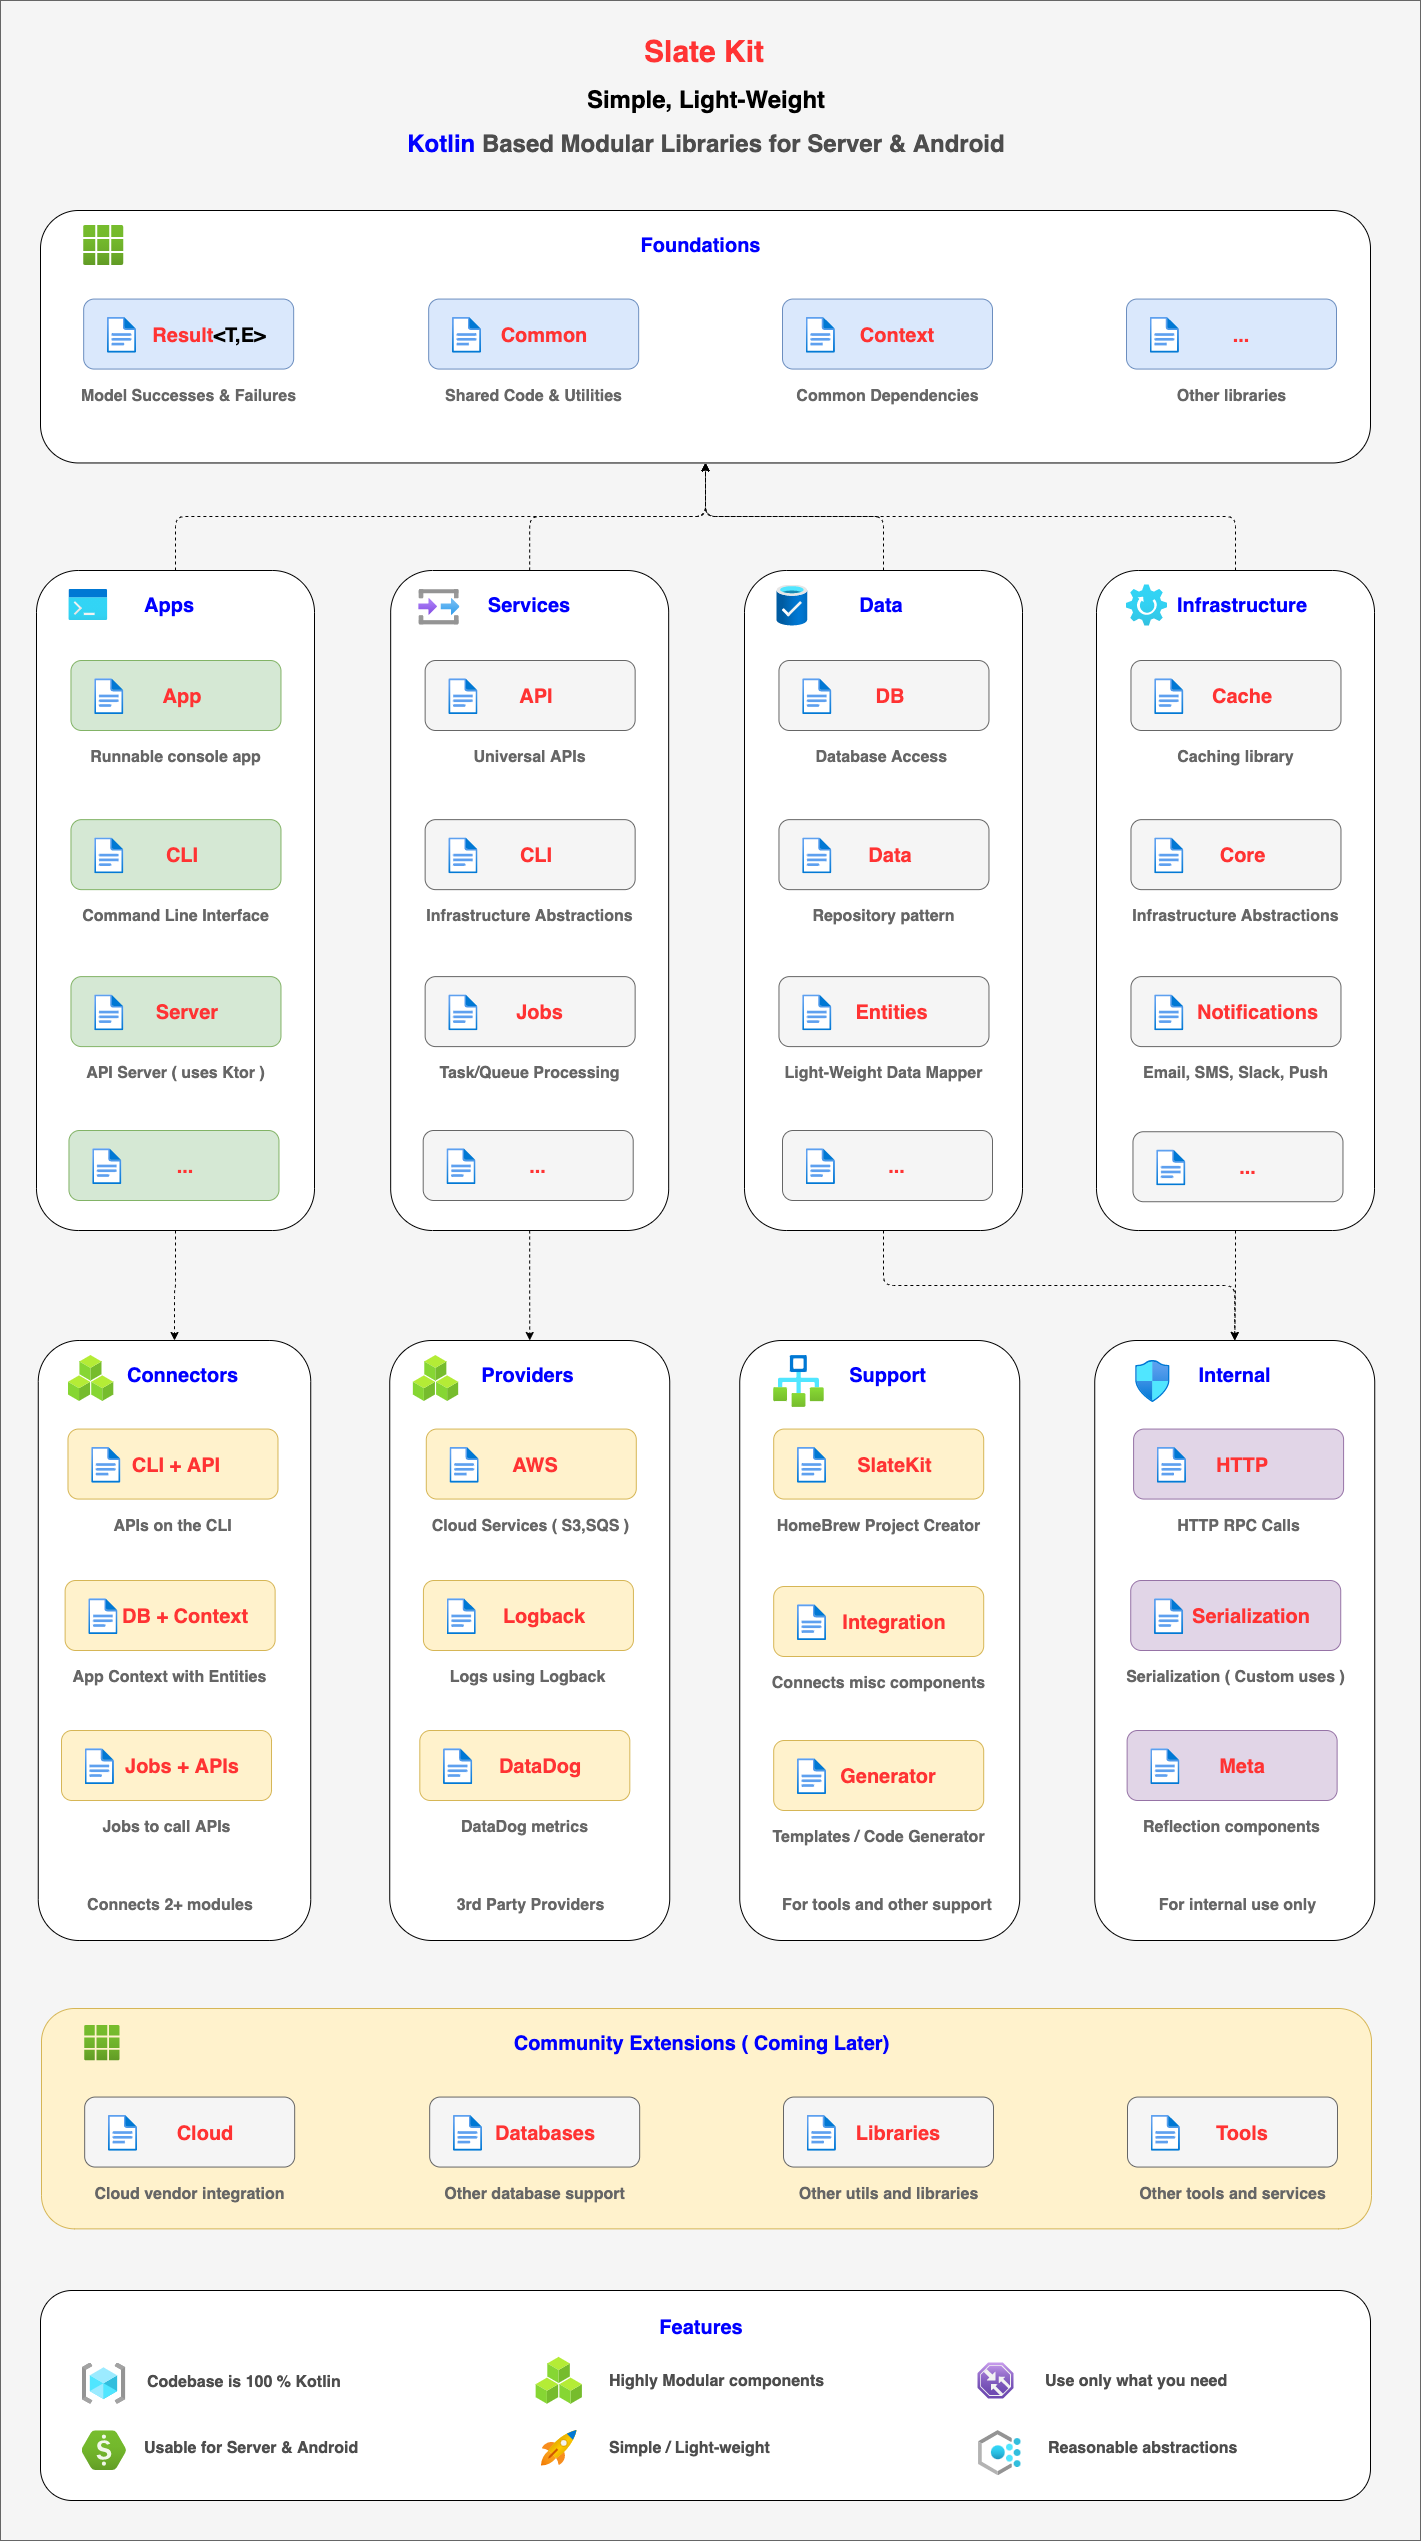 Slate Kit
Simple, Light-Weight
Kotlin Based Modular Libraries for Server & Android
Foundations
Result<T,E>
Model Successes & Failures
Common
Shared Code & Utilities
Context
Common Dependencies
...
Other libraries
Apps
App
Runnable console app
CLI
Command Line Interface
Server
API Server ( uses Ktor )
...
Services
API
Universal APIs
CLI
Infrastructure Abstractions
Jobs
Task/Queue Processing
...
Data
DB
Database Access
Data
Repository pattern
Entities
Light-Weight Data Mapper
...
Infrastructure
Cache
Caching library
Core
Infrastructure Abstractions
Notifications
Email, SMS, Slack, Push
...
Connectors
CLI + API
APIs on the CLI
DB + Context
App Context with Entities
Jobs + APIs
Jobs to call APIs
Connects 2+ modules
Providers
AWS
Cloud Services ( S3,SQS )
Logback
Logs using Logback
DataDog
DataDog metrics
3rd Party Providers
Support
SlateKit
HomeBrew Project Creator
Integration
Connects misc components
Generator
Templates / Code Generator
For tools and other support
Internal
HTTP
HTTP RPC Calls
Serialization
Serialization ( Custom uses )
Meta
Reflection components
For internal use only
Community Extensions ( Coming Later)
Cloud
Cloud vendor integration
Databases
Other database support
Libraries
Other utils and libraries
Tools
Other tools and services
Features
Codebase is 100 % Kotlin
Highly Modular components
Use only what you need
Usable for Server & Android
Simple / Light-weight
Reasonable abstractions